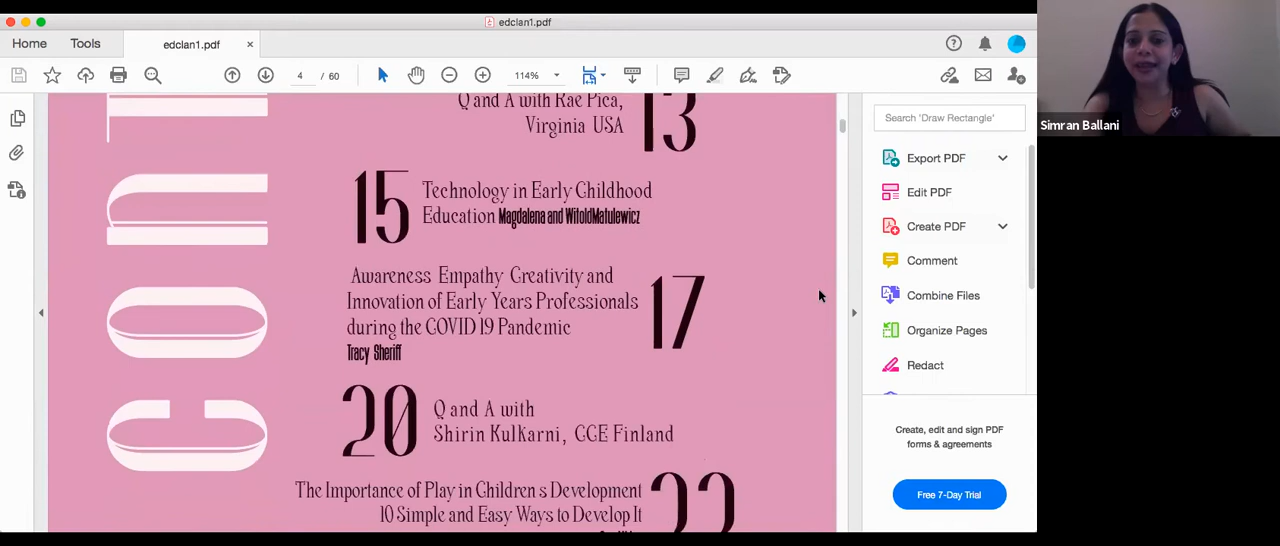 edclan1.pdf
Home
Tools
edclan1.pdf
4 / 60
114%
Simran Ballani
Search 'Draw Rectangle'
Q and A with Rae Pica,
Virginia USA
13
15
Technology in Early Childhood
Education Magdalena and WitoldMatulewicz
Awareness Empathy Creativity and
Innovation of Early Years Professionals
during the COVID 19 Pandemic
Tracy Sheriff
17
20
Q and A with
Shirin Kulkarni, CCE Finland
The Importance of Play in Children s Development
10 Simple and Easy Ways to Develop It
22
Con
Export PDF
Edit PDF
Create PDF
Comment
Combine Files
Organize Pages
Redact
Create, edit and sign PDF
forms & agreements
Free 7-Day Trial